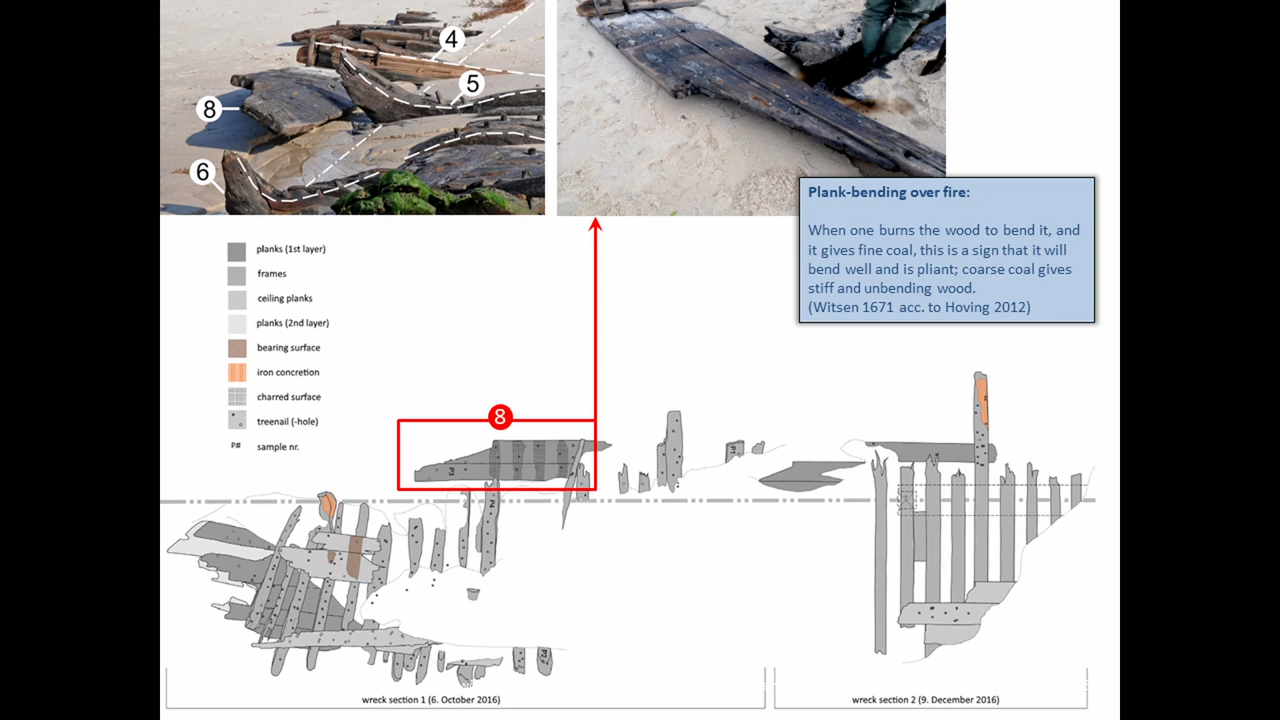 4
5
8
6
Plank-bending over fire:
When one burns the wood to bend it, and
it gives fine coal, this is a sign that it will
bend well and is pliant; coarse coal gives
stiff and unbending wood.
(Witsen 1671 acc. to Hoving 2012)
planks (1st layer)
frames
ceiling planks
planks (2nd layer)
bearing surface
iron concretion
charred surface
treenail (-hole)
P# sample nr.
8
P3
P4
P2
wreck section 1 (6. October 2016)
wreck section 2 (9. December 2016)